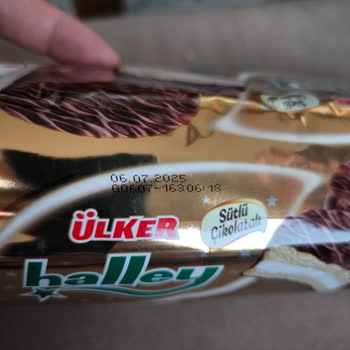 06.07.2025
G0607-16306:18
ÜLKER
Sütlü
Çikolatalı
halley